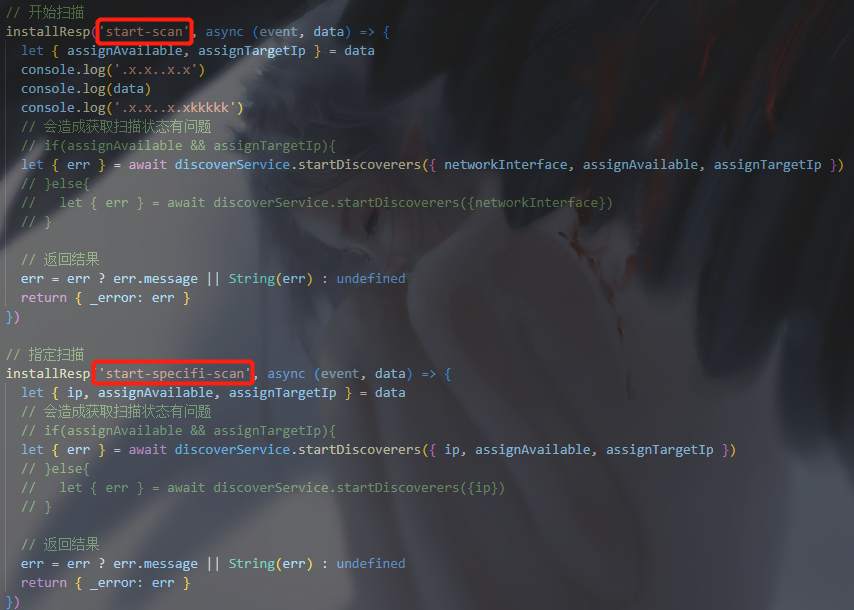 // 开始扫描
installResp('start-scan', async (event, data) => {
let { assignAvailable, assignTargetIp } = data
console.log('.x.x..x.x')
console.log(data)
console.log('.x.x..x.xkkkkk')
// 会造成获取扫描状态有问题
// if(assignAvailable && assignTargetIp){
let { err } = await discoverService.startDiscoverers({ networkInterface, assignAvailable, assignTargetIp })
// }else{
//   let { err } = await discoverService.startDiscoverers({networkInterface})
// }
// 返回结果
err = err ? err.message || String(err) : undefined
return { _error: err }
})
// 指定扫描
installResp('start-specifi-scan', async (event, data) => {
let { ip, assignAvailable, assignTargetIp } = data
// 会造成获取扫描状态有问题
// if(assignAvailable && assignTargetIp){
let { err } = await discoverService.startDiscoverers({ ip, assignAvailable, assignTargetIp })
// }else{
//   let { err } = await discoverService.startDiscoverers({ip})
// }
// 返回结果
err = err ? err.message || String(err) : undefined
return { _error: err }
})